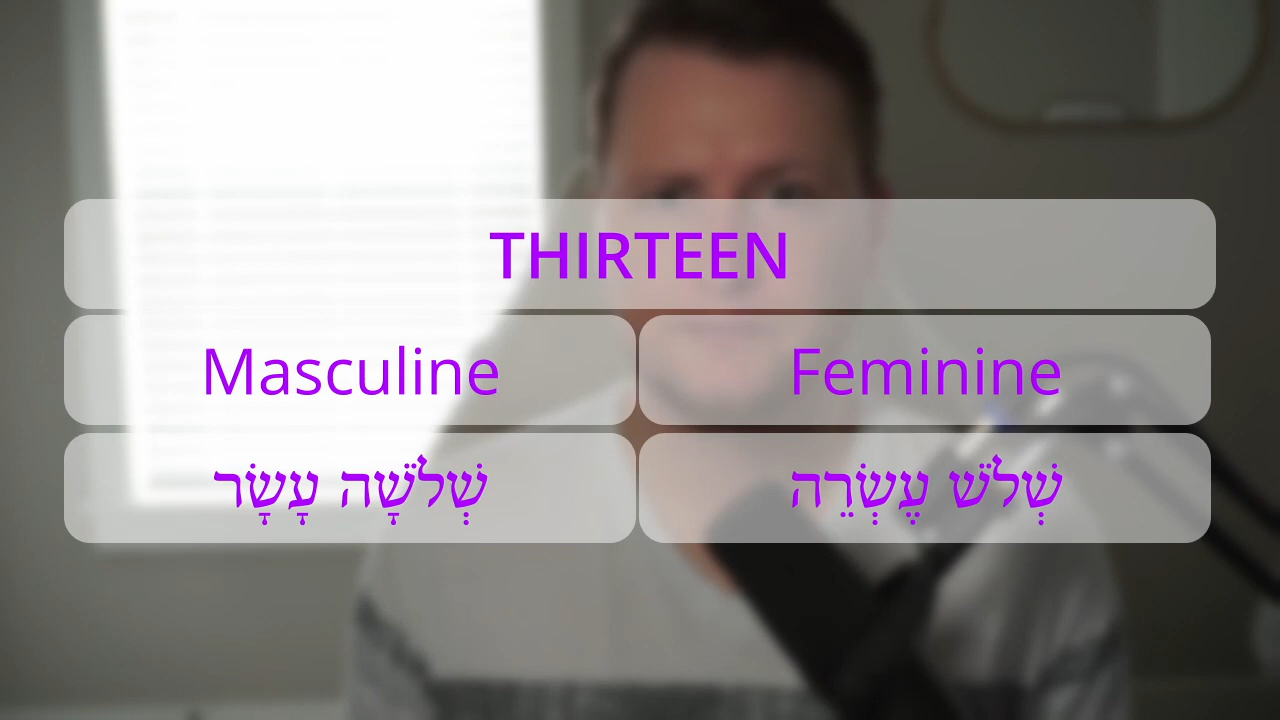 THIRTEEN
Masculine Feminine
שְׁלֹשָׁה עָשָׂר שְׁלֹשׁ עֶשְׂרֵה